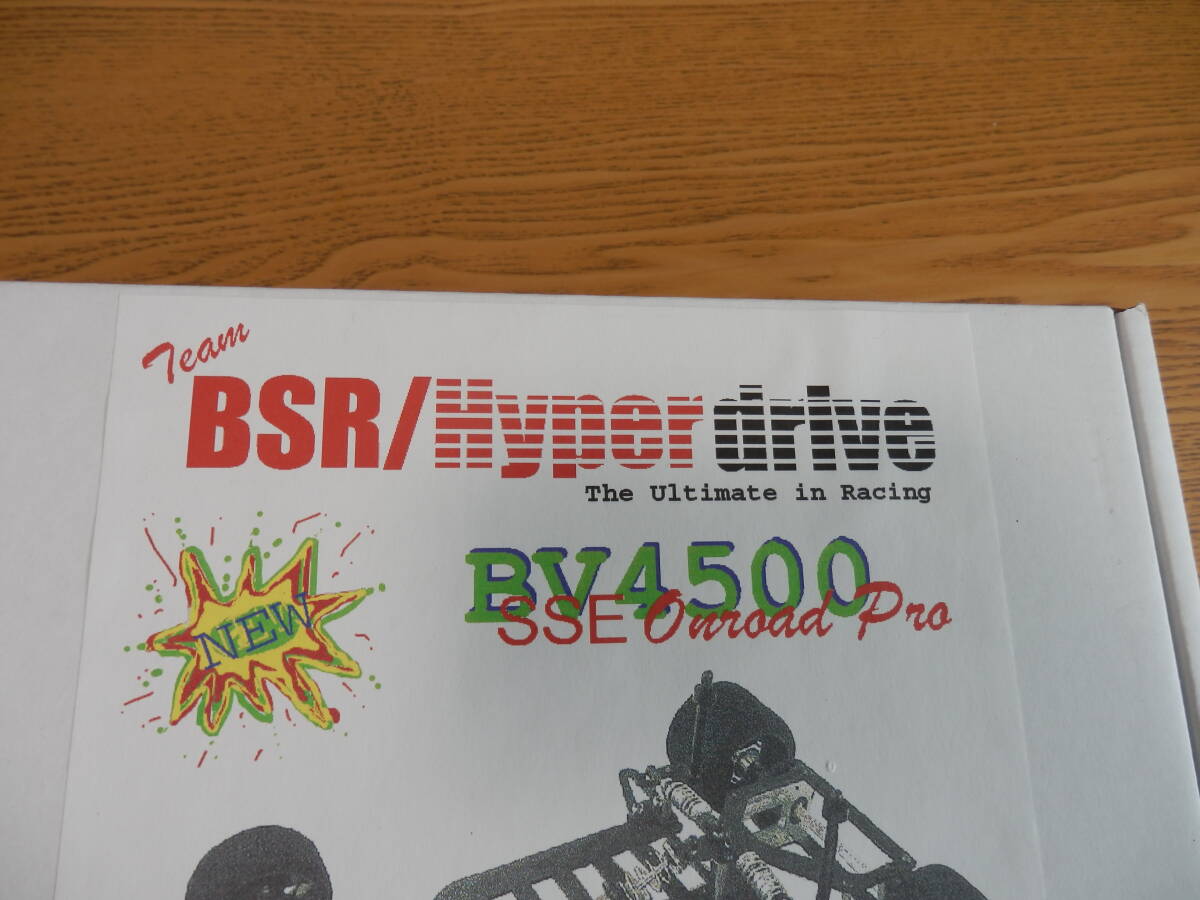 Team
BSR/Hyperdrive
The Ultimate in Racing
NEW
BV4500
SSE Onroad Pro